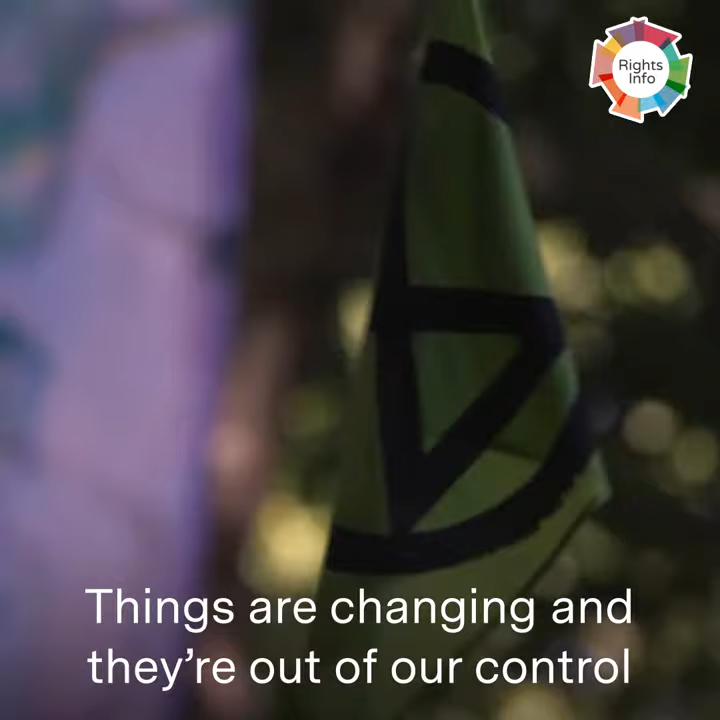 Rights
Info
Things are changing and
they’re out of our control